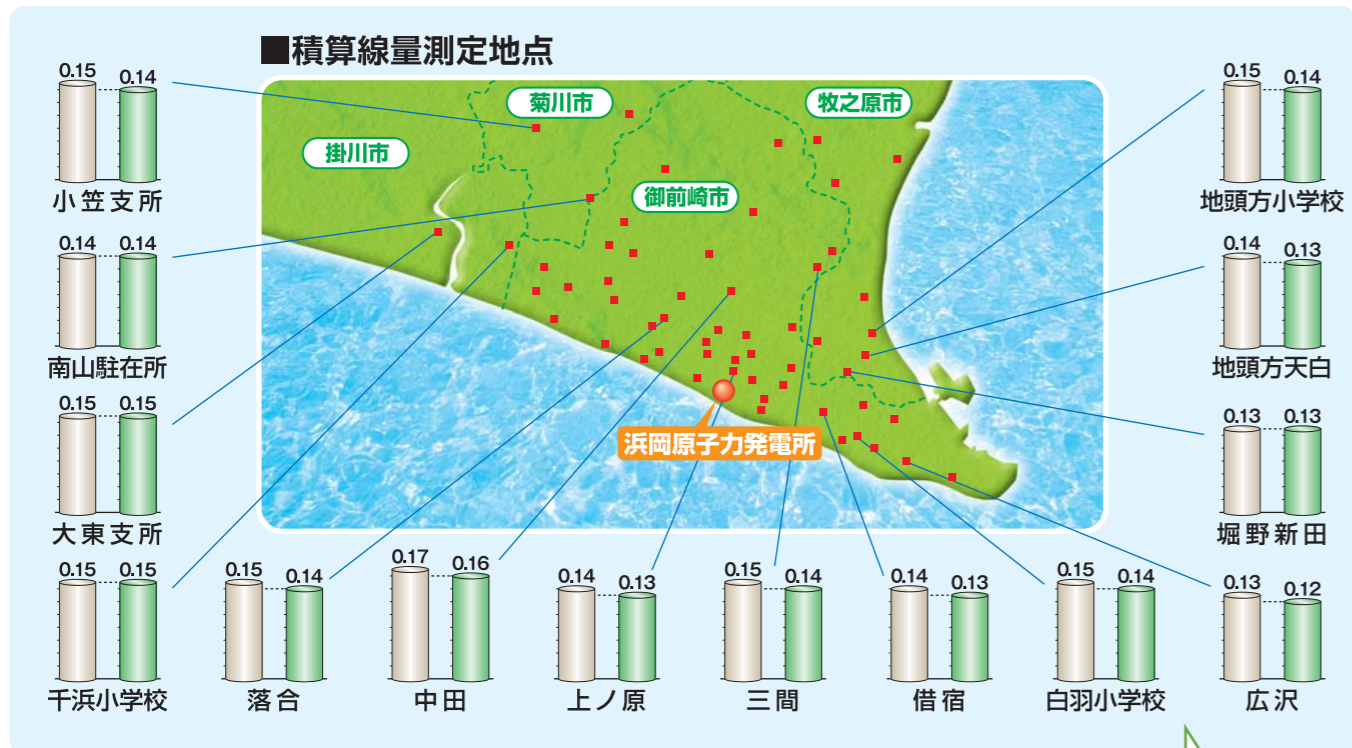 ■積算線量測定地点
0.15 0.14
小笠支所
0.14 0.14
南山駐在所
0.15 0.15
大東支所
0.15 0.15
千浜小学校
0.15 0.14
落合
0.17 0.16
中田
0.14 0.13
上ノ原
0.15 0.14
三間
0.14 0.13
借宿
0.15 0.14
白羽小学校
0.13 0.12
広沢
0.15 0.14
地頭方小学校
0.14 0.13
地頭方天白
0.13 0.13
堀野新田
菊川市
牧之原市
掛川市
御前崎市
浜岡原子力発電所